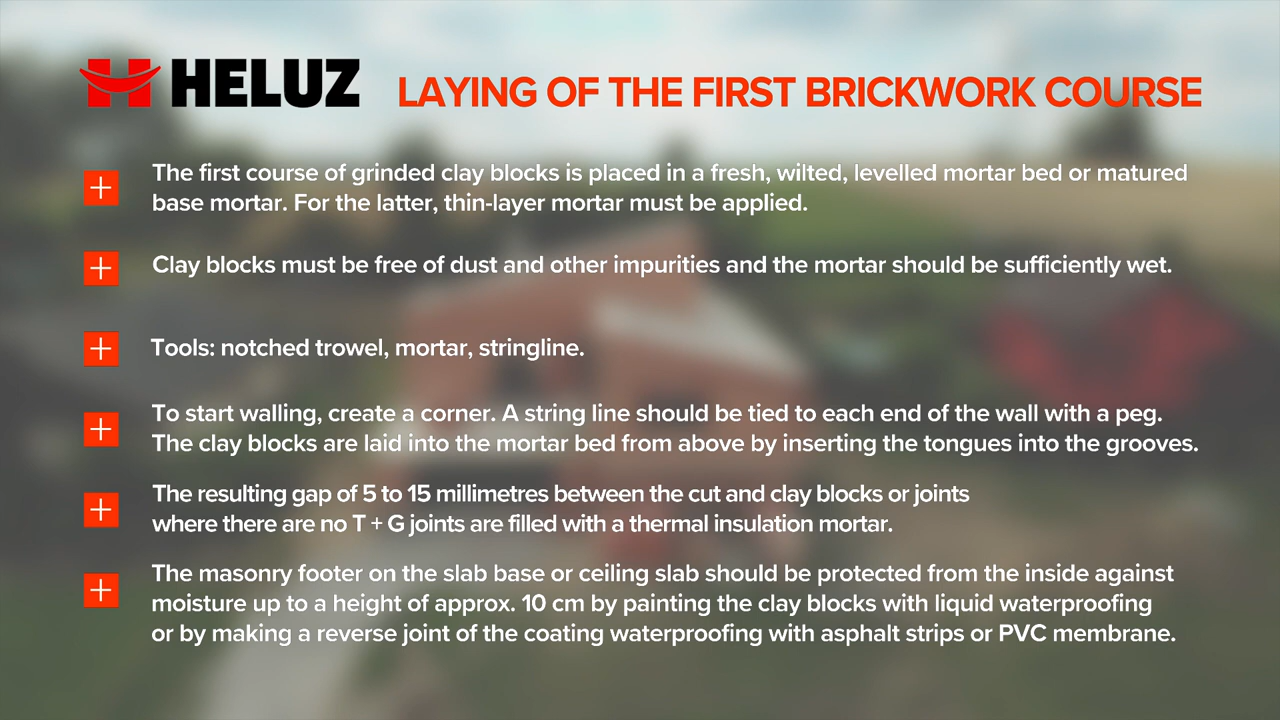 HELUZ LAYING OF THE FIRST BRICKWORK COURSE
The first course of grinded clay blocks is placed in a fresh, wilted, levelled mortar bed or matured
base mortar. For the latter, thin-layer mortar must be applied.
Clay blocks must be free of dust and other impurities and the mortar should be sufficiently wet.
Tools: notched trowel, mortar, stringline.
To start walling, create a corner. A string line should be tied to each end of the wall with a peg.
The clay blocks are laid into the mortar bed from above by inserting the tongues into the grooves.
The resulting gap of 5 to 15 millimetres between the cut and clay blocks or joints
where there are no T + G joints are filled with a thermal insulation mortar.
The masonry footer on the slab base or ceiling slab should be protected from the inside against
moisture up to a height of approx. 10 cm by painting the clay blocks with liquid waterproofing
or by making a reverse joint of the coating waterproofing with asphalt strips or PVC membrane.